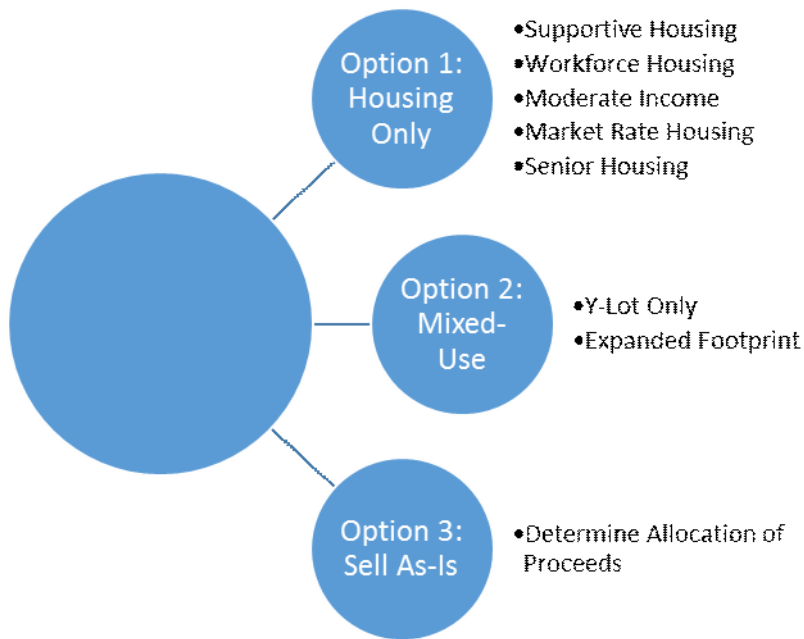 Option 1:
Housing
Only
•Supportive Housing
•Workforce Housing
•Moderate Income
•Market Rate Housing
•Senior Housing
Option 2:
Mixed-
Use
•Y-Lot Only
•Expanded Footprint
Option 3:
Sell As-Is
•Determine Allocation of
Proceeds